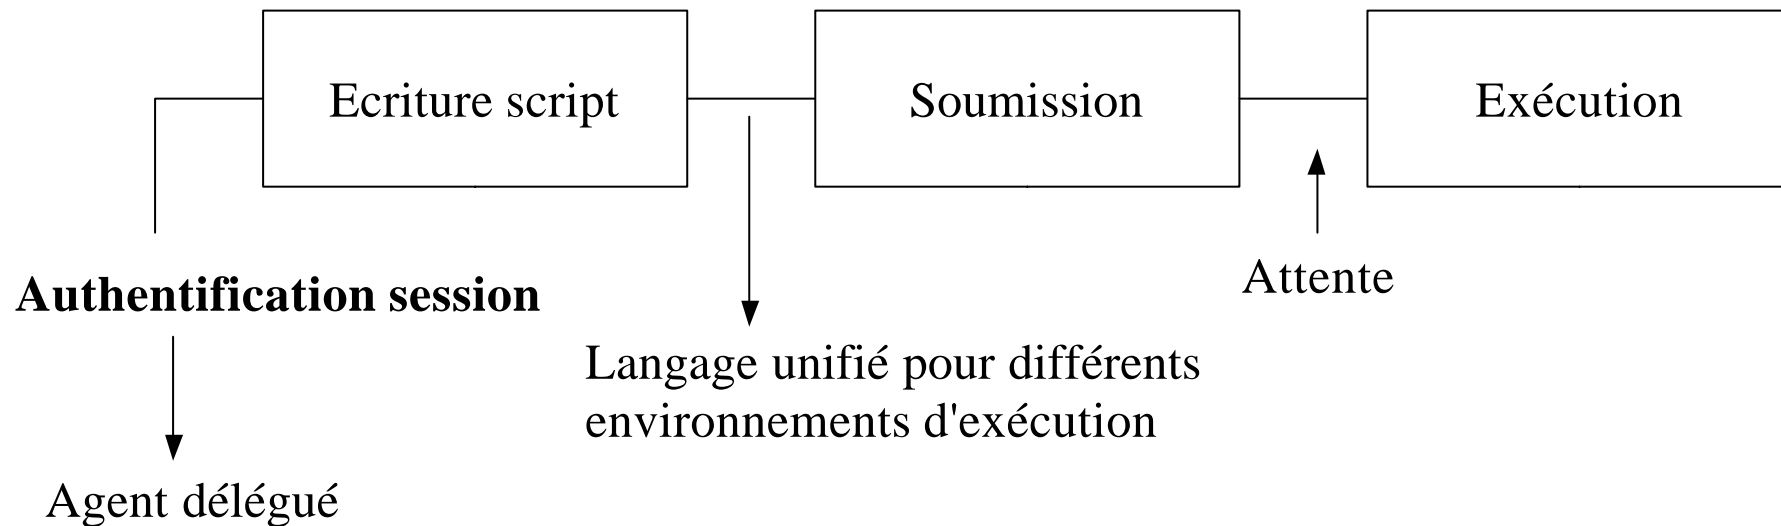 Ecriture script
Soumission
Exécution
Attente
Authentification session
Langage unifié pour différents
environnements d'exécution
Agent délégué